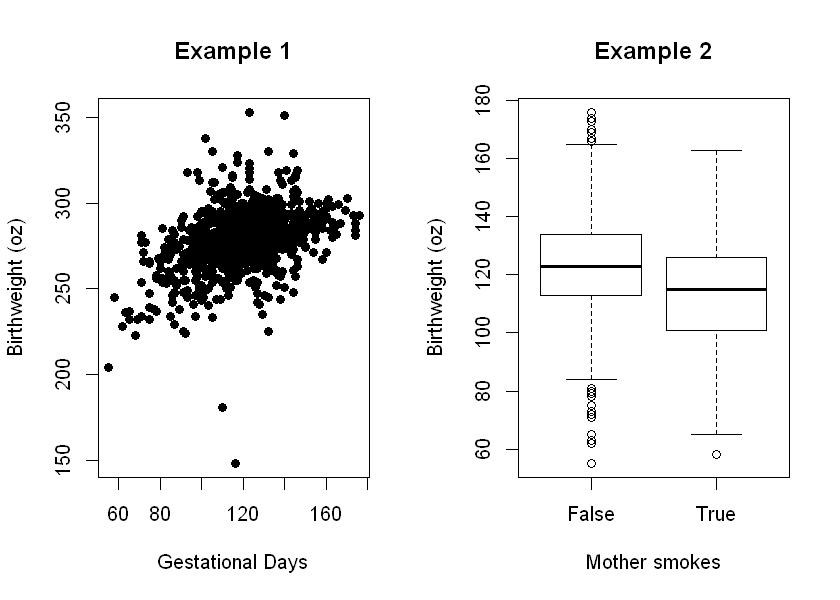 Example 1
Birthweight (oz)
350
300
250
200
150
60 80 120 160
Gestational Days
Example 2
Birthweight (oz)
180
160
140
120
100
80
60
False True
Mother smokes